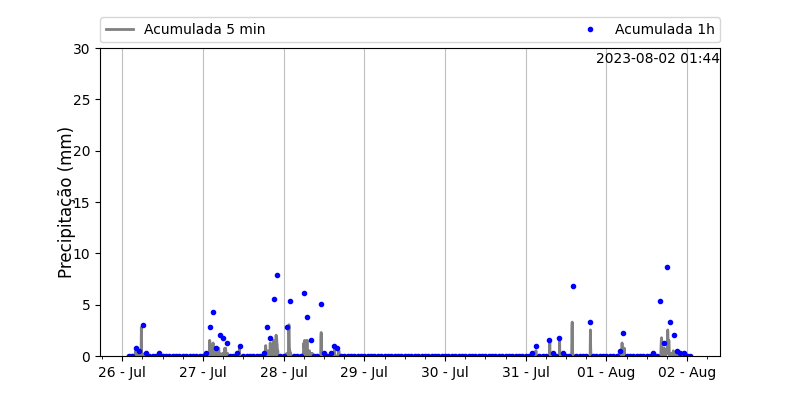 Acumulada 5 min
Acumulada 1h
2023-08-02 01:44
Precipitação (mm)
30
25
20
15
10
5
0
26 - Jul
27 - Jul
28 - Jul
29 - Jul
30 - Jul
31 - Jul
01 - Aug
02 - Aug